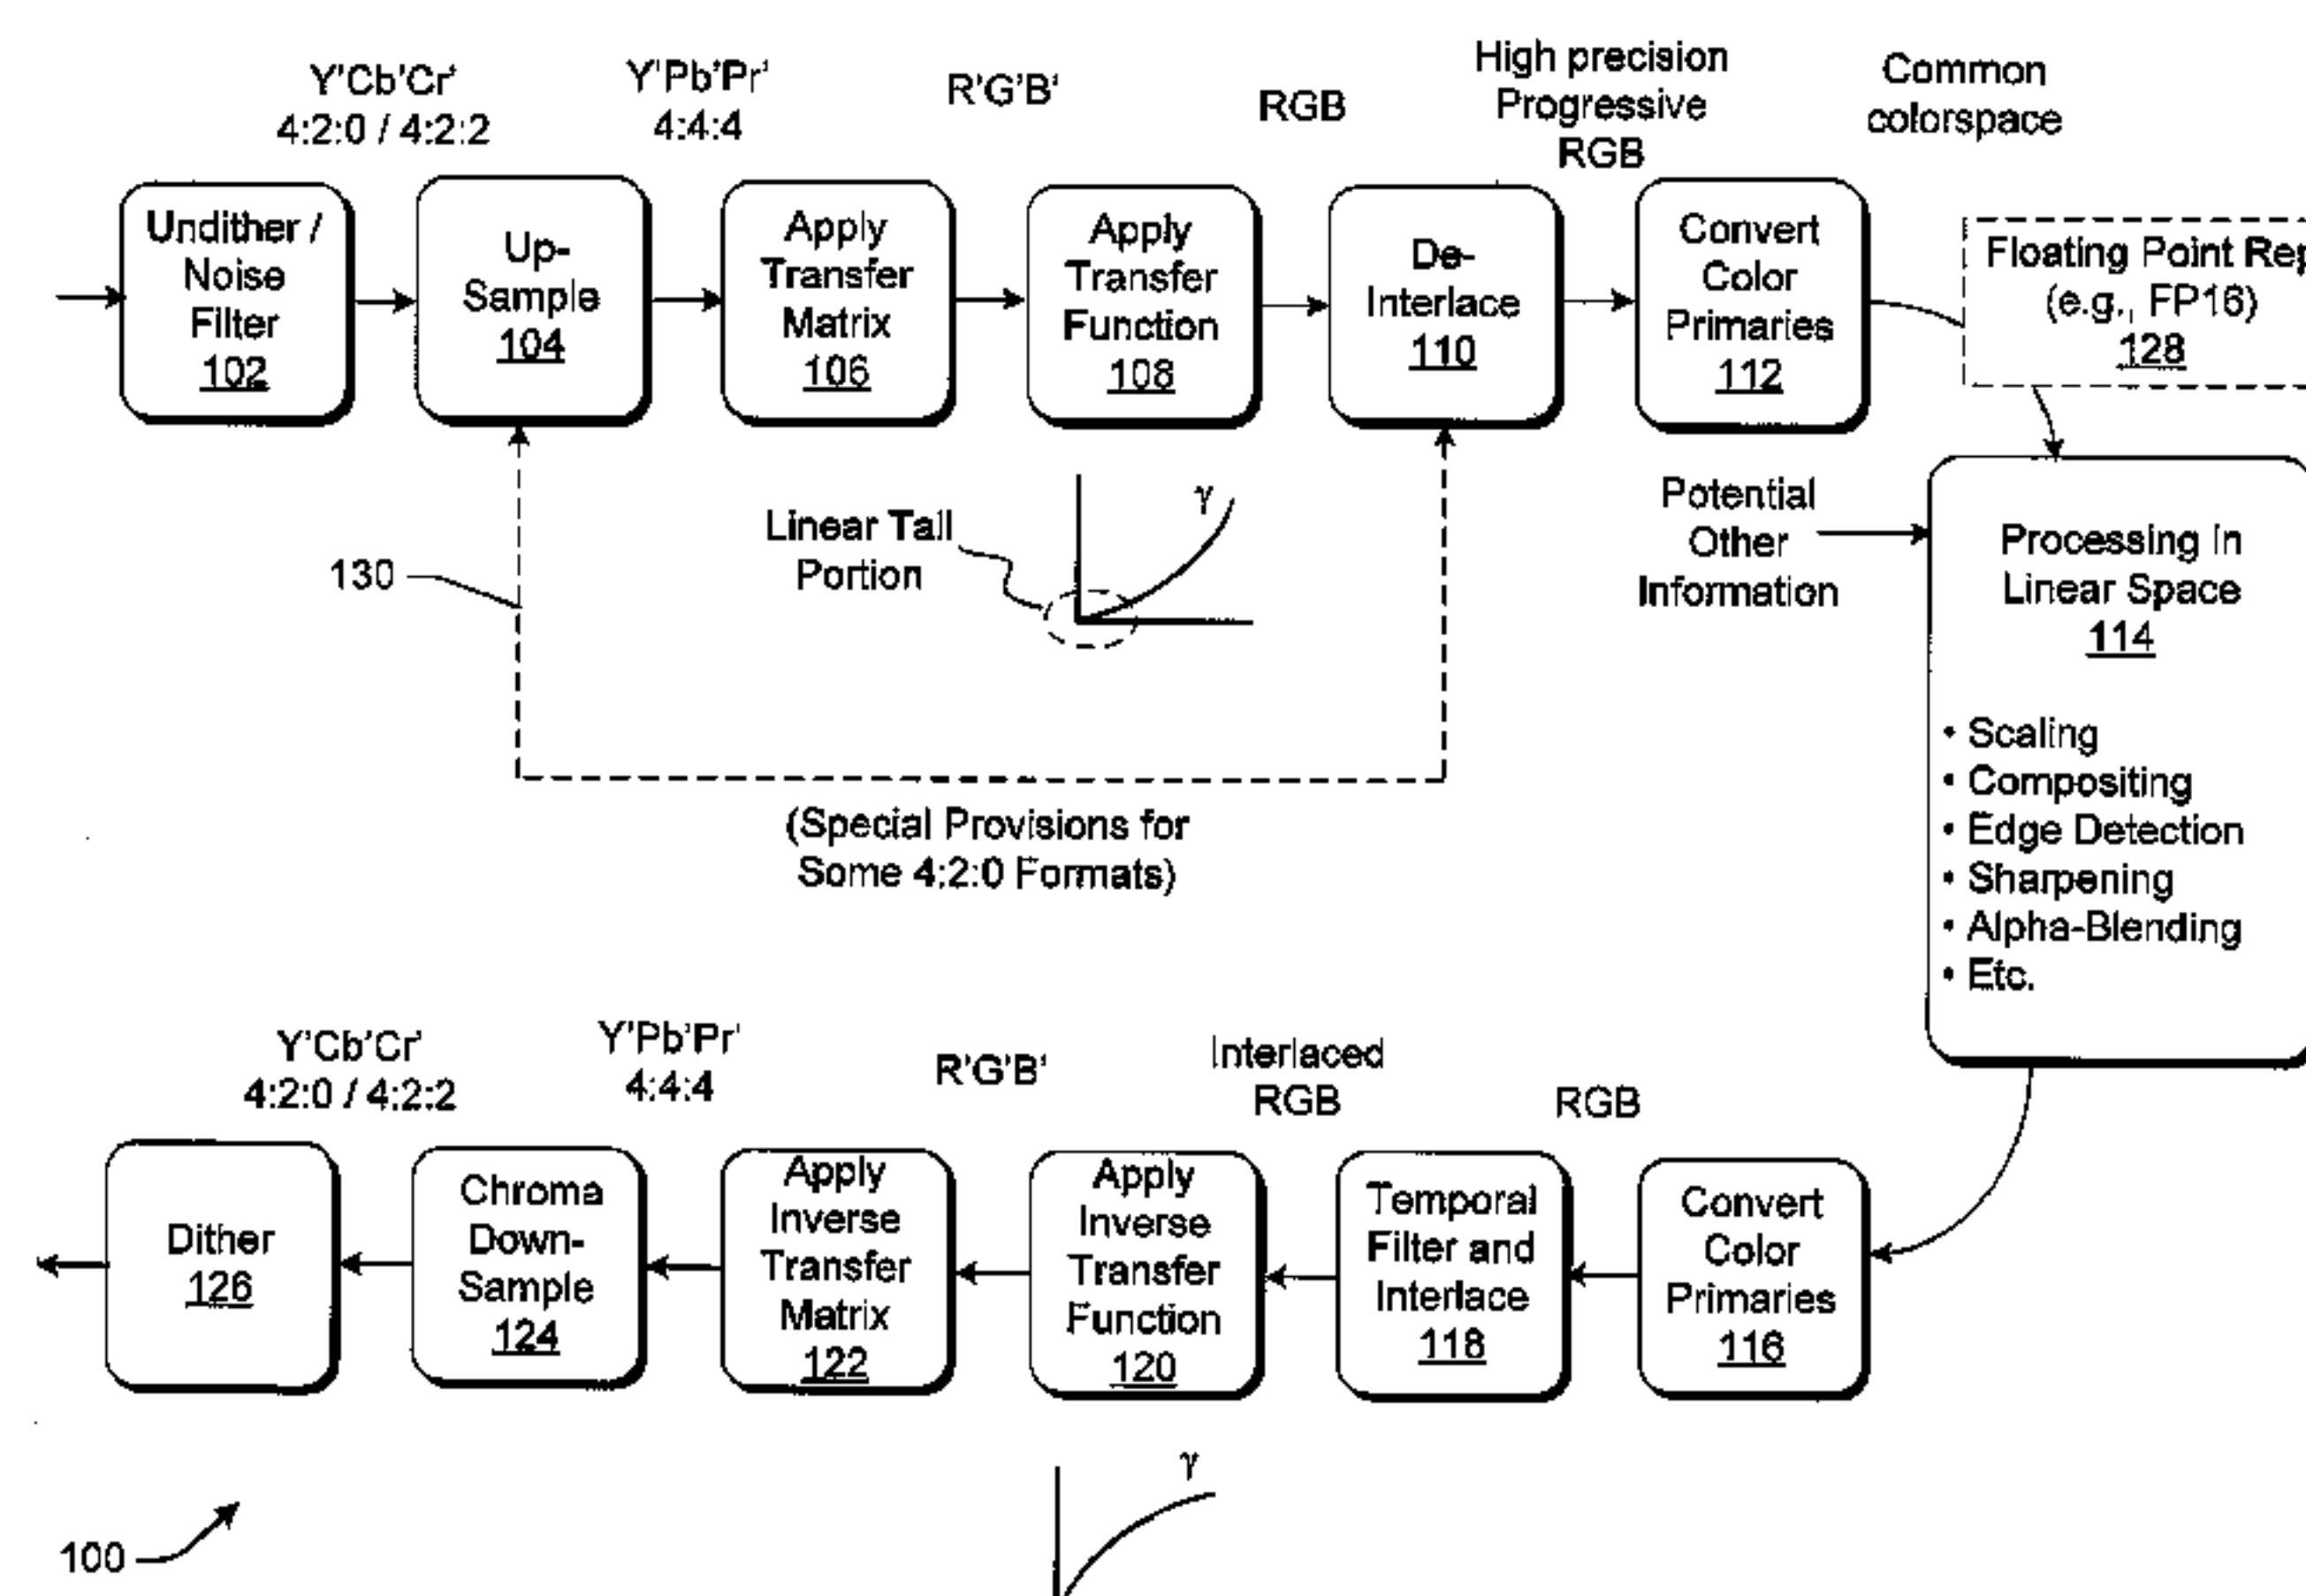 Y'Cb'Cr'
4:2:0 / 4:2:2
Y'Pb'Pr'
4:4:4
R'G'B'
RGB
High precision
Progressive
RGB
Common
colorspace
Undither /
Noise
Filter
102
Up-
Sample
104
Apply
Transfer
Matrix
106
Apply
Transfer
Function
108
De-
Interlace
110
Convert
Color
Primaries
112
Floating Point Rep
(e.g., FP16)
128
130
Linear Tail
Portion
γ
Potential
Other
Information
Processing in
Linear Space
114
• Scaling
• Compositing
• Edge Detection
• Sharpening
• Alpha-Blending
• Etc.
(Special Provisions for
Some 4:2:0 Formats)
Y'Cb'Cr'
4:2:0 / 4:2:2
Y'Pb'Pr'
4:4:4
R'G'B'
Interlaced
RGB
RGB
Dither
126
Chroma
Down-
Sample
124
Apply
Inverse
Transfer
Matrix
122
Apply
Inverse
Transfer
Function
120
Temporal
Filter and
Interlace
118
Convert
Color
Primaries
116
γ
100